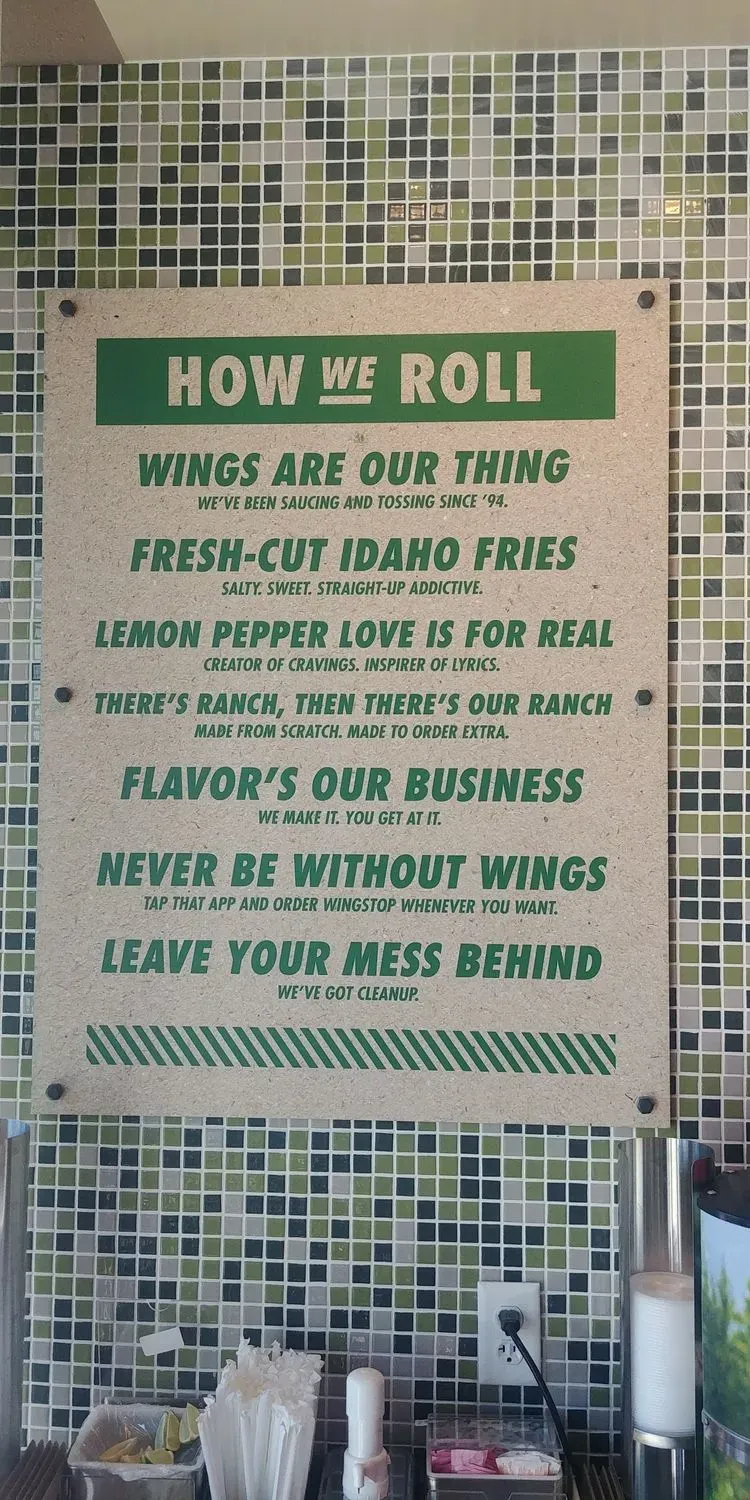 HOW WE ROLL
WINGS ARE OUR THING
WE'VE BEEN SAUCING AND TOSSING SINCE '94.
FRESH-CUT IDAHO FRIES
SALTY. SWEET. STRAIGHT-UP ADDICTIVE.
LEMON PEPPER LOVE IS FOR REAL
CREATOR OF CRAVINGS. INSPIRER OF LYRICS.
THERE'S RANCH, THEN THERE'S OUR RANCH
MADE FROM SCRATCH. MADE TO ORDER EXTRA.
FLAVOR'S OUR BUSINESS
WE MAKE IT. YOU GET AT IT.
NEVER BE WITHOUT WINGS
TAP THAT APP AND ORDER WINGSTOP WHENEVER YOU WANT.
LEAVE YOUR MESS BEHIND
WE'VE GOT CLEANUP.